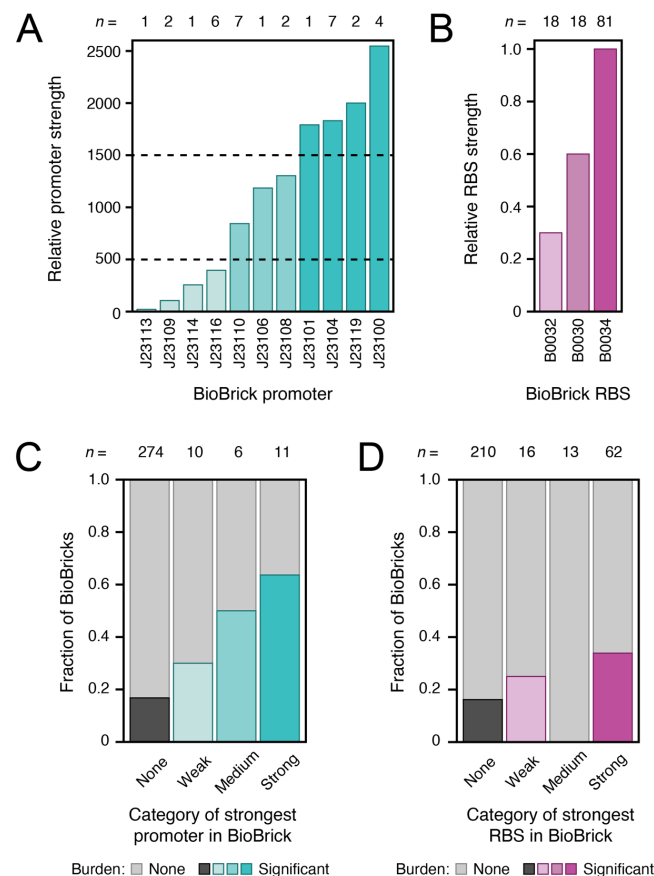 A
n = 1 2 1 6 7 1 2 1 7 2 4
Relative promoter strength
2500
2000
1500
1000
500
0
J23113 J23109 J23114 J23116 J23110 J23106 J23108 J23101 J23104 J23119 J23100
BioBrick promoter
B
n = 18 18 81
Relative RBS strength
1.0
0.8
0.6
0.4
0.2
0
B0032 B0030 B0034
BioBrick RBS
C
n = 274 10 6 11
Fraction of BioBricks
1.0
0.8
0.6
0.4
0.2
0
None Weak Medium Strong
Category of strongest
promoter in BioBrick
Burden: None Significant
D
n = 210 16 13 62
Fraction of BioBricks
1.0
0.8
0.6
0.4
0.2
0
None Weak Medium Strong
Category of strongest
RBS in BioBrick
Burden: None Significant